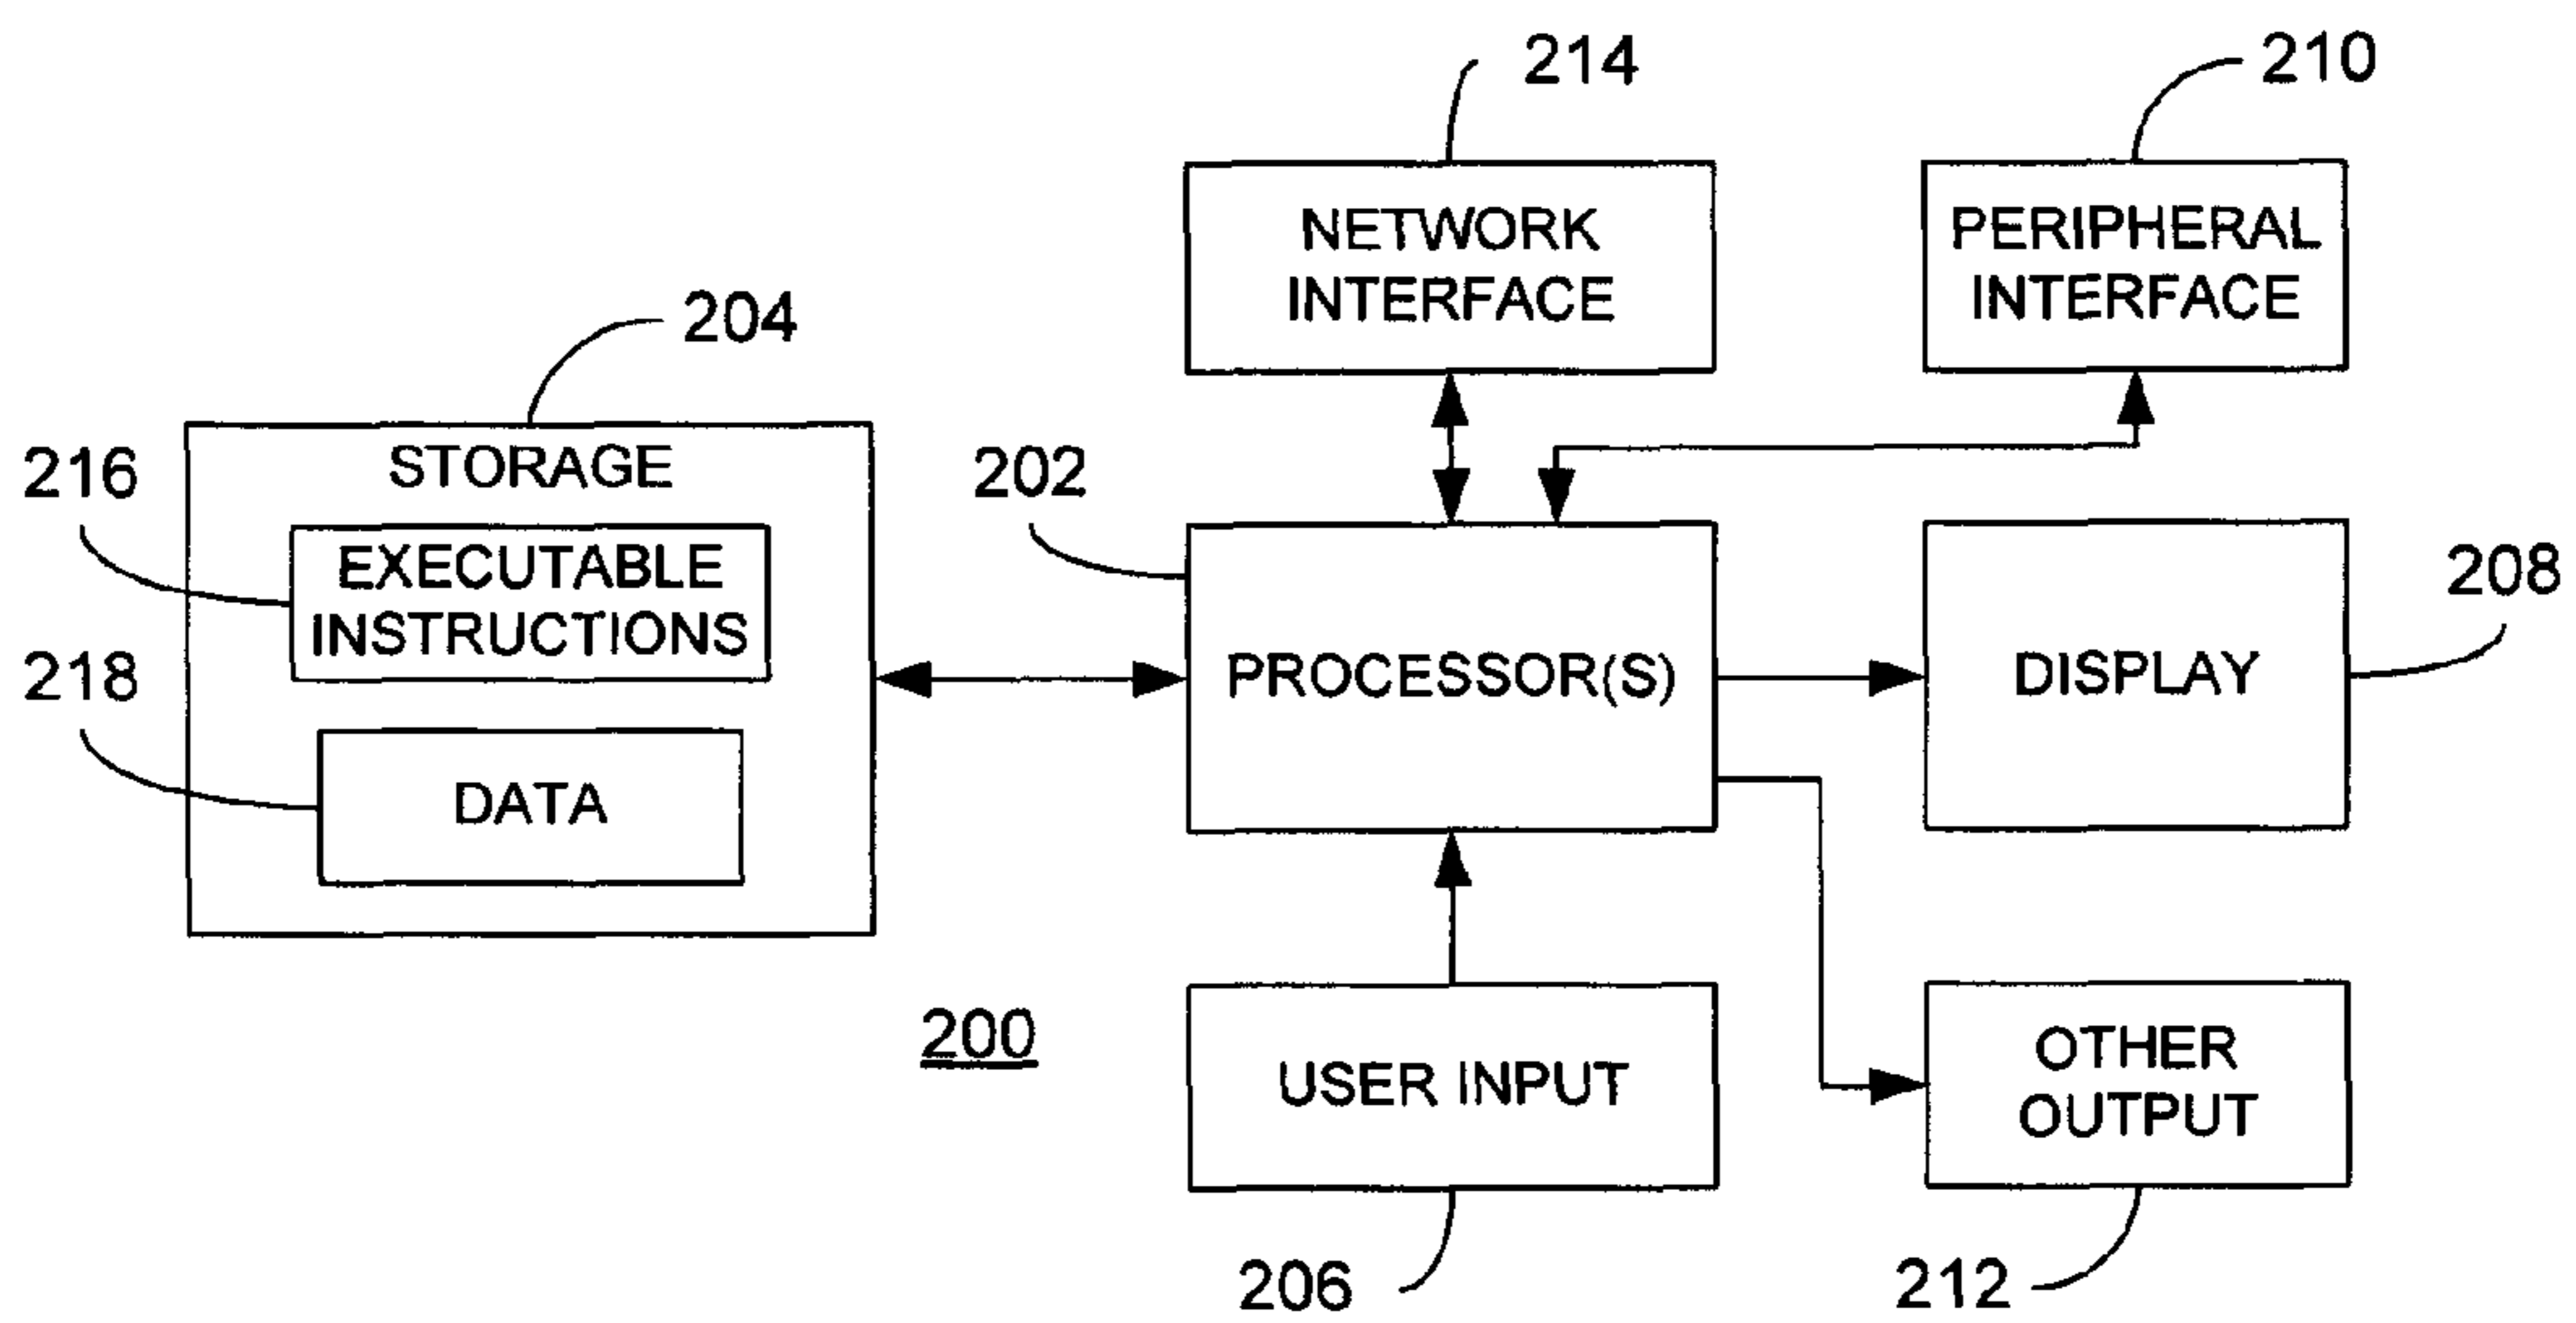 214
210
NETWORK
INTERFACE
PERIPHERAL
INTERFACE
204
STORAGE
216
EXECUTABLE
INSTRUCTIONS
218
DATA
202
PROCESSOR(S)
208
DISPLAY
200
USER INPUT
OTHER
OUTPUT
206
212